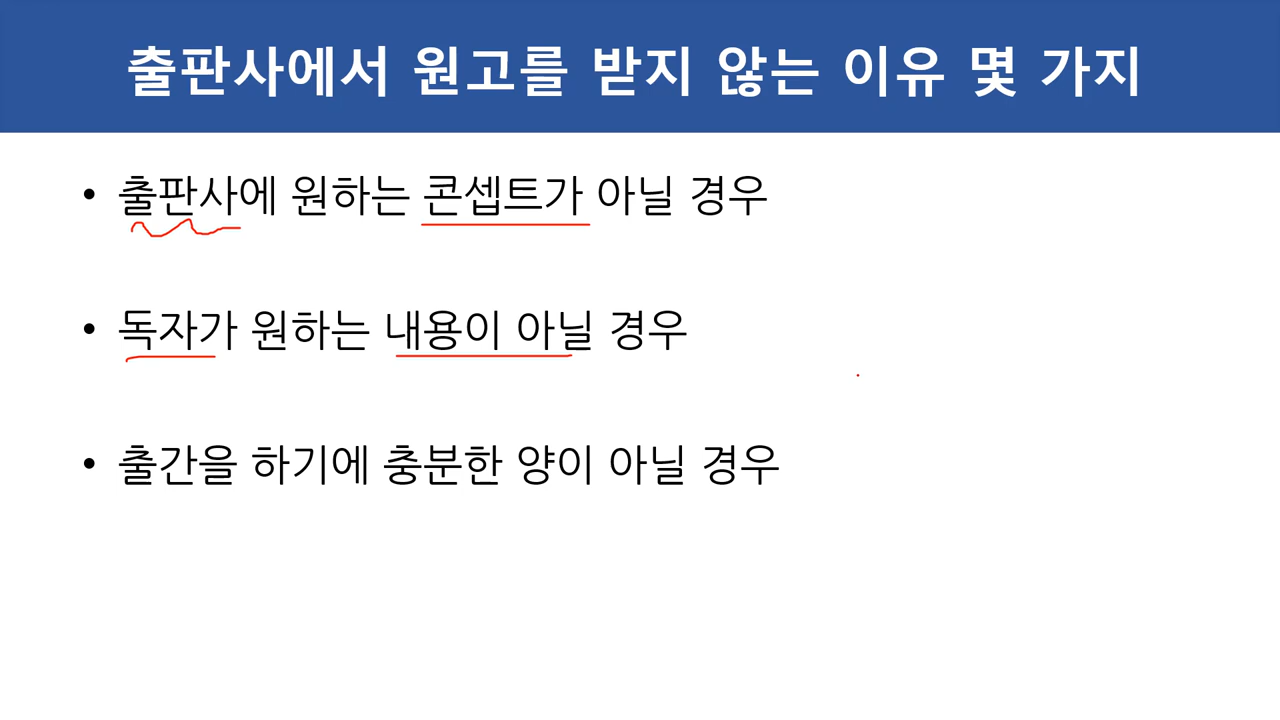 출판사에서 원고를 받지 않는 이유 몇 가지
• 출판사에 원하는 콘셉트가 아닐 경우
• 독자가 원하는 내용이 아닐 경우
• 출간을 하기에 충분한 양이 아닐 경우